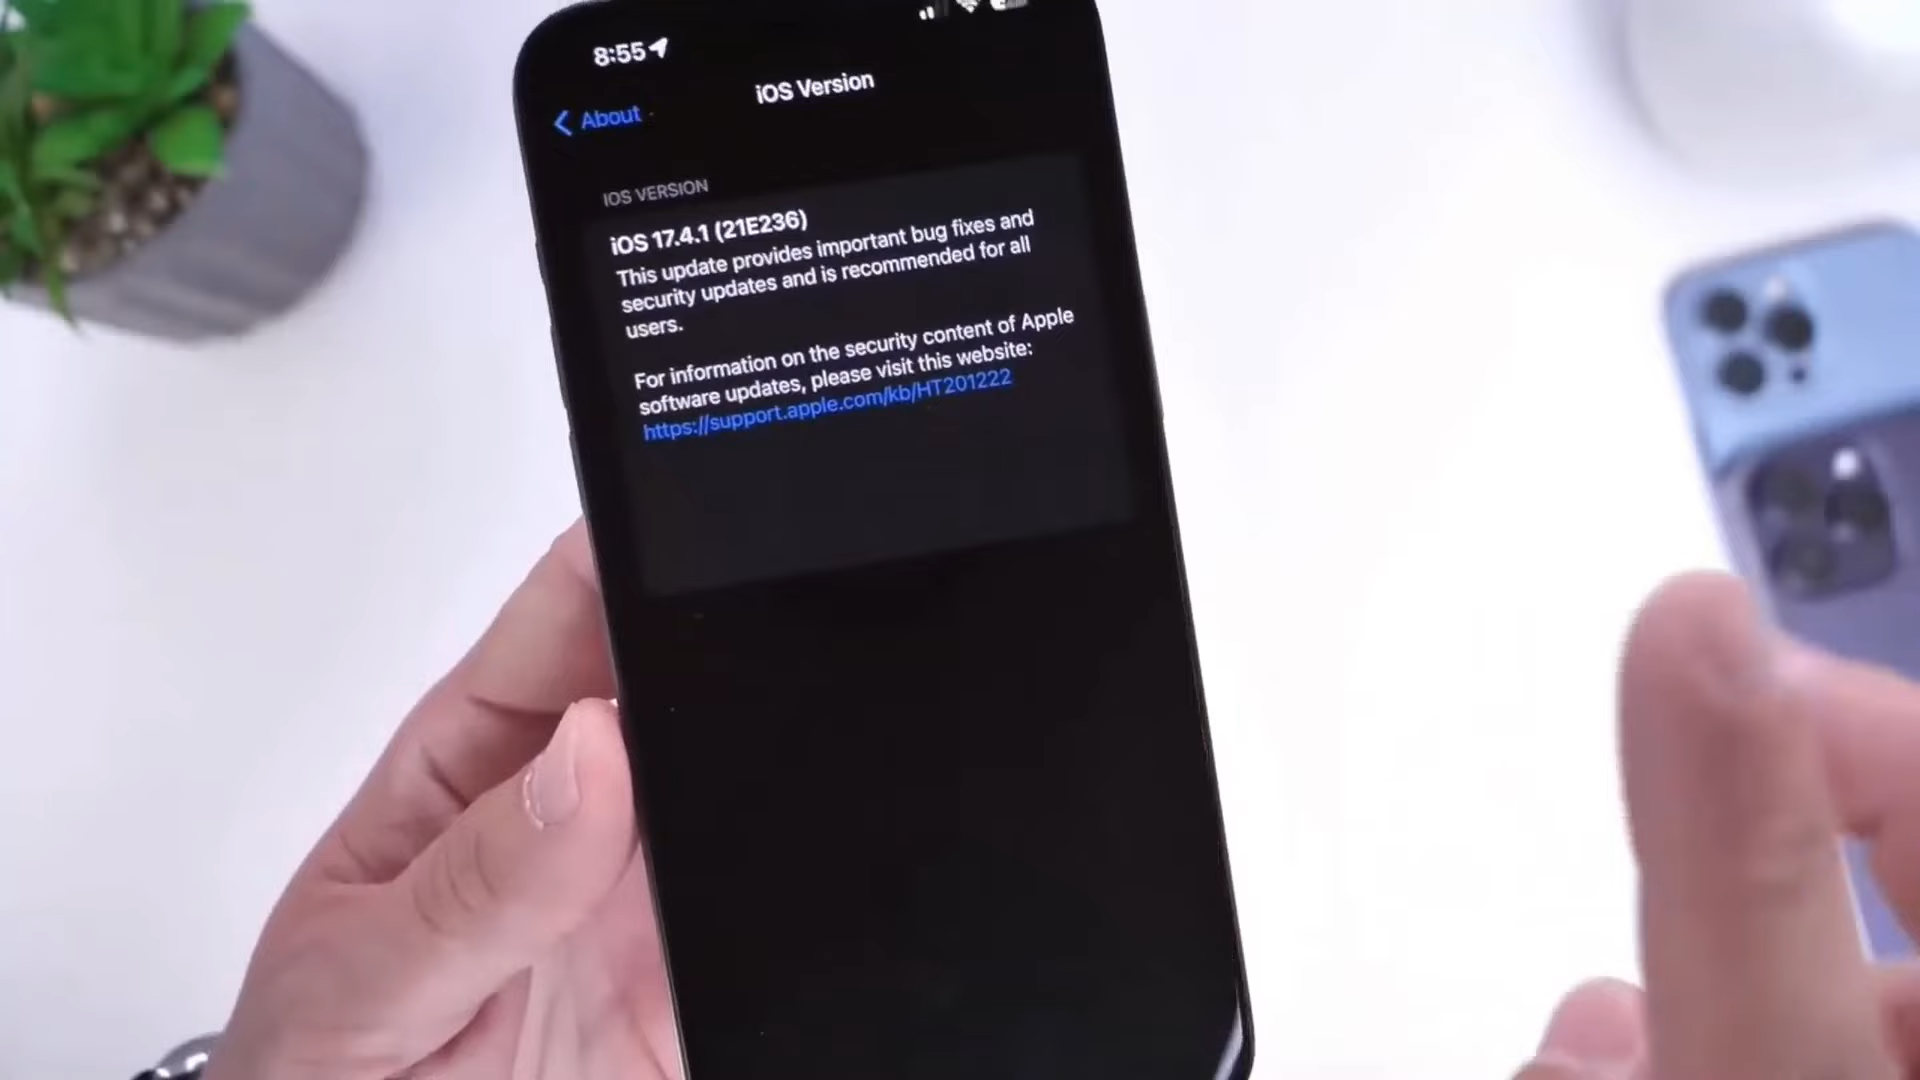 8:55
iOS Version
About
IOS VERSION
iOS 17.4.1 (21E236)
This update provides important bug fixes and
security updates and is recommended for all
users.
For information on the security content of Apple
software updates, please visit this website:
https://support.apple.com/kb/HT201222